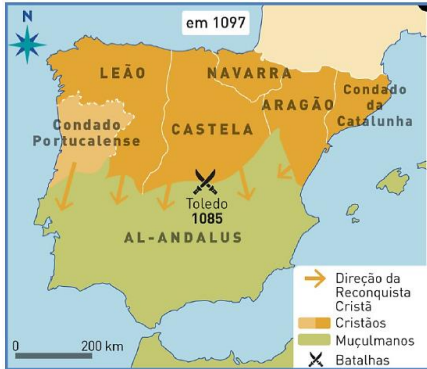 em 1097
N
LEÃO
NAVARRA
ARAGÃO
Condado
da
Catalunha
Condado
Portucalense
CASTELA
Toledo
1085
AL-ANDALUS
Direção da
Reconquista
Cristã
Cristãos
Muçulmanos
Batalhas
0 200 km